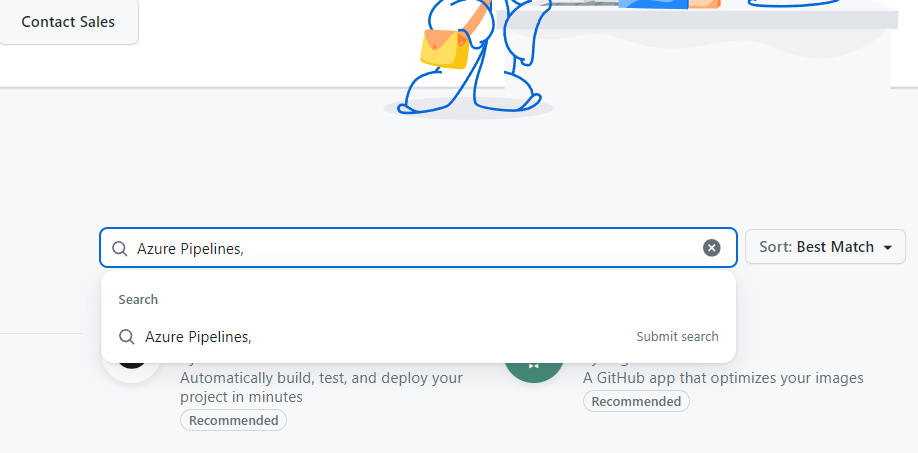 Contact Sales
Azure Pipelines,
Sort: Best Match
Search
Azure Pipelines,
Submit search
Automatically build, test, and deploy your
project in minutes
Recommended
A GitHub app that optimizes your images
Recommended